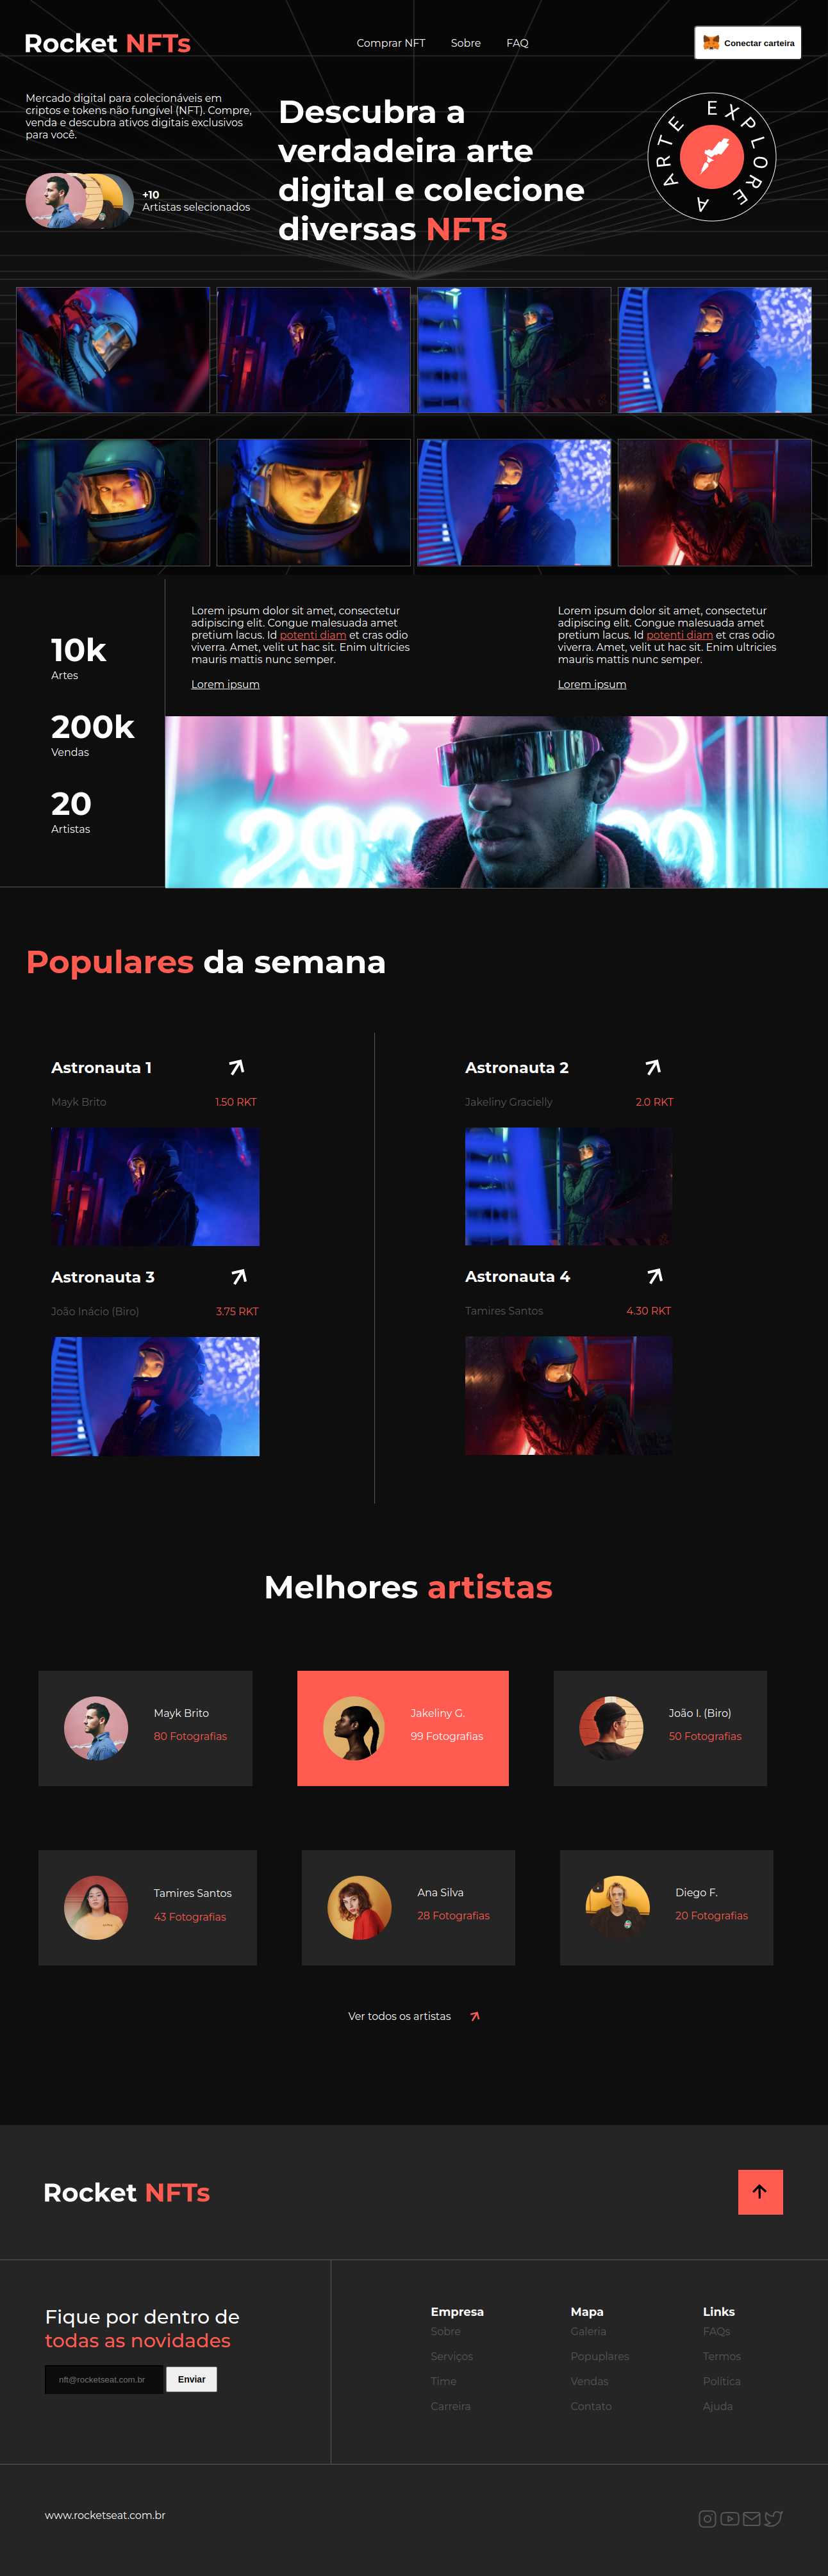 Rocket NFTs
Comprar NFT
Sobre
FAQ
Conectar carteira
Mercado digital para colecionáveis em
criptos e tokens não fungível (NFT). Compre,
venda e descubra ativos digitais exclusivos
para você.
+10
Artistas selecionados
Descubra a
verdadeira arte
digital e colecione
diversas NFTs
EXPLORE A ARTE
10k
Artes
200k
Vendas
20
Artistas
Lorem ipsum dolor sit amet, consectetur
adipiscing elit. Congue malesuada amet
pretium lacus. Id potenti diam et cras odio
viverra. Amet, velit ut hac sit. Enim ultricies
mauris mattis nunc semper.
Lorem ipsum
Lorem ipsum dolor sit amet, consectetur
adipiscing elit. Congue malesuada amet
pretium lacus. Id potenti diam et cras odio
viverra. Amet, velit ut hac sit. Enim ultricies
mauris mattis nunc semper.
Lorem ipsum
Populares da semana
Astronauta 1
Mayk Brito
1.50 RKT
Astronauta 2
Jakeliny Gracielly
2.0 RKT
Astronauta 3
João Inácio (Biro)
3.75 RKT
Astronauta 4
Tamires Santos
4.30 RKT
Melhores artistas
Mayk Brito
80 Fotografias
Jakeliny G.
99 Fotografias
João I. (Biro)
50 Fotografias
Tamires Santos
43 Fotografias
Ana Silva
28 Fotografias
Diego F.
20 Fotografias
Ver todos os artistas
Rocket NFTs
Fique por dentro de
todas as novidades
nft@rocketseat.com.br
Enviar
Empresa
Sobre
Serviços
Time
Carreira
Mapa
Galeria
Popuplares
Vendas
Contato
Links
FAQs
Termos
Política
Ajuda
www.rocketseat.com.br